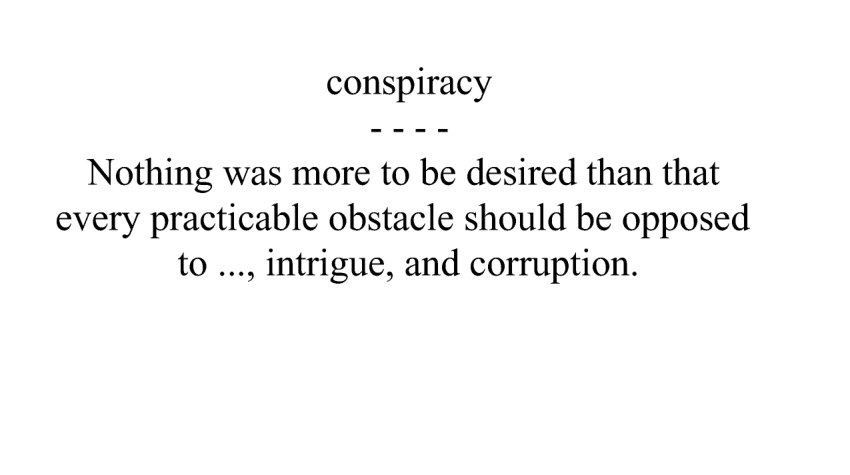 conspiracy
- - - -
Nothing was more to be desired than that
every practicable obstacle should be opposed
to ..., intrigue, and corruption.